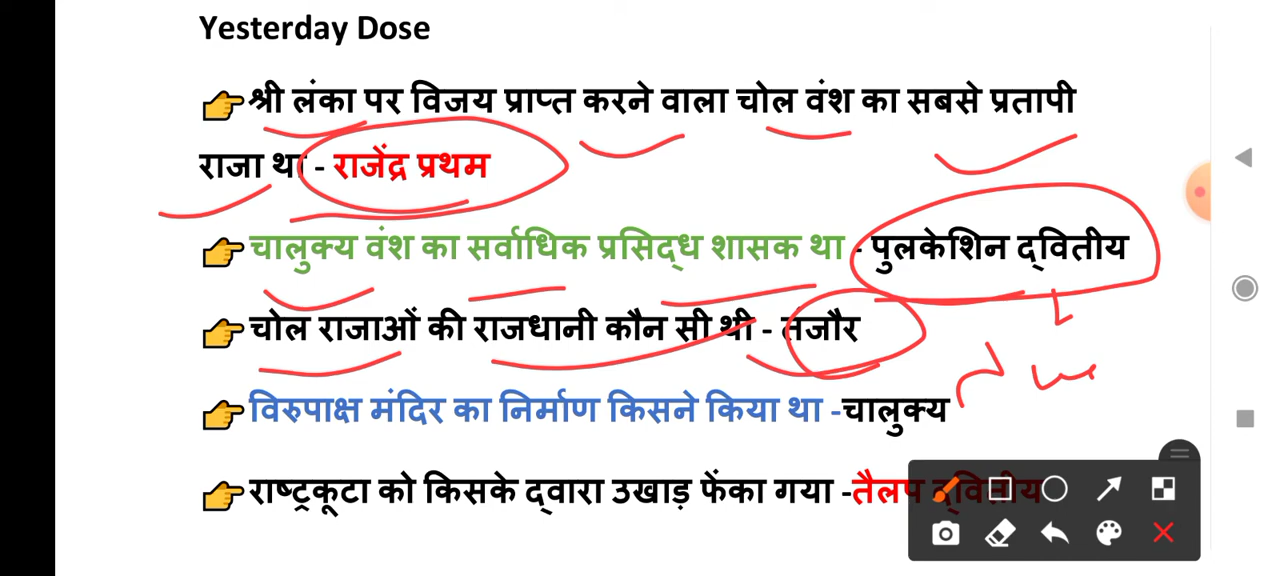 Yesterday Dose
👉श्री लंका पर विजय प्राप्त करने वाला चोल वंश का सबसे प्रतापी
राजा था - राजेंद्र प्रथम
👉चालुक्य वंश का सर्वाधिक प्रसिद्ध शासक था - पुलकेशिन द्वितीय
👉चोल राजाओं की राजधानी कौन सी थी - तंजौर
👉विरुपाक्ष मंदिर का निर्माण किसने किया था -चालुक्य
👉राष्ट्रकूटा को किसके द्वारा उखाड़ फेंका गया -तैलप द्वितीय